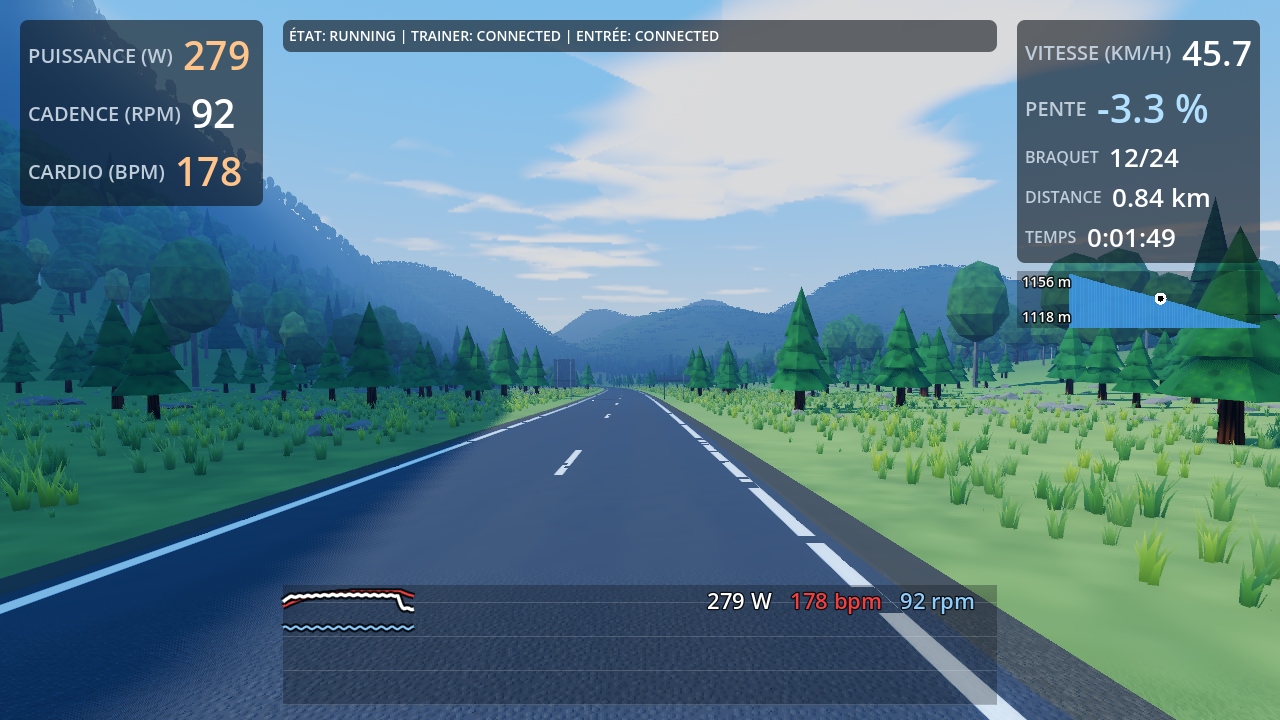 PUISSANCE (W) 279
CADENCE (RPM) 92
CARDIO (BPM) 178
ÉTAT: RUNNING | TRAINER: CONNECTED | ENTRÉE: CONNECTED
VITESSE (KM/H) 45.7
PENTE -3.3 %
BRAQUET 12/24
DISTANCE 0.84 km
TEMPS 0:01:49
1156 m
1118 m
279 W 178 bpm 92 rpm